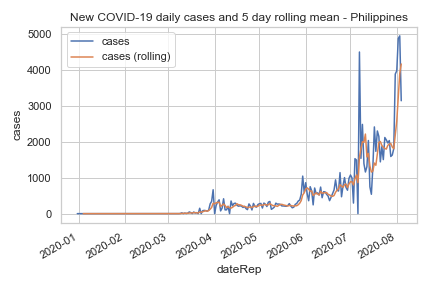 New COVID-19 daily cases and 5 day rolling mean - Philippines
cases
cases (rolling)
5000
4000
3000
2000
1000
0
cases
2020-01
2020-02
2020-03
2020-04
2020-05
2020-06
2020-07
2020-08
dateRep